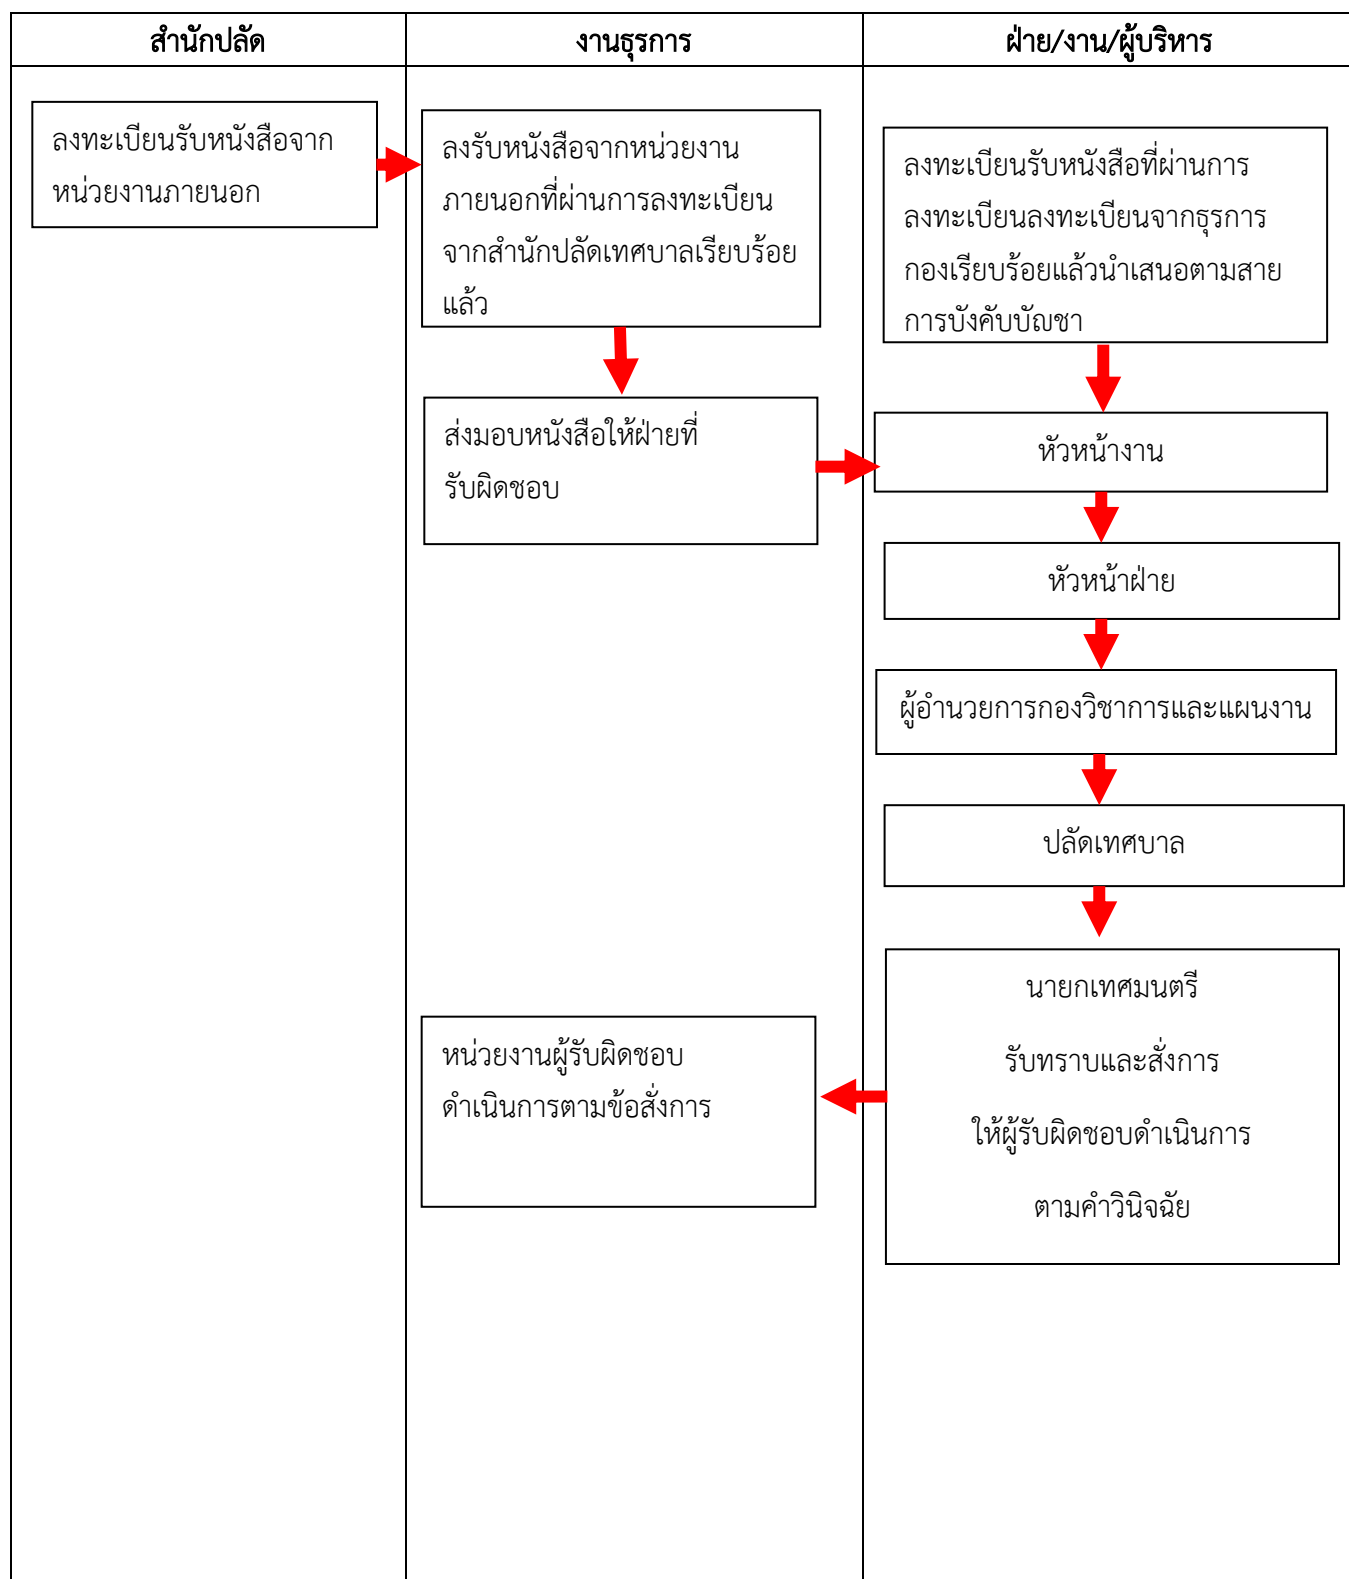 สำนักปลัด
งานธุรการ
ฝ่าย/งาน/ผู้บริหาร
ลงทะเบียนรับหนังสือจาก
หน่วยงานภายนอก
ลงรับหนังสือจากหน่วยงาน
ภายนอกที่ผ่านการลงทะเบียน
จากสำนักปลัดเทศบาลเรียบร้อย
แล้ว
ลงทะเบียนรับหนังสือที่ผ่านการ
ลงทะเบียนลงทะเบียนจากธุรการ
กองเรียบร้อยแล้วนำเสนอตามสาย
การบังคับบัญชา
ส่งมอบหนังสือให้ฝ่ายที่
รับผิดชอบ
หัวหน้างาน
หัวหน้าฝ่าย
ผู้อำนวยการกองวิชาการและแผนงาน
ปลัดเทศบาล
นายกเทศมนตรี
รับทราบและสั่งการ
ให้ผู้รับผิดชอบดำเนินการ
ตามคำวินิจฉัย
หน่วยงานผู้รับผิดชอบ
ดำเนินการตามข้อสั่งการ